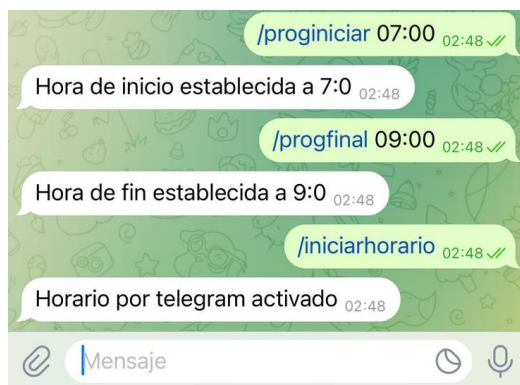 /proginiciar 07:00 02:48
Hora de inicio establecida a 7:0 02:48
/progfinal 09:00 02:48
Hora de fin establecida a 9:0 02:48
/iniciarhorario 02:48
Horario por telegram activado 02:48
Mensaje